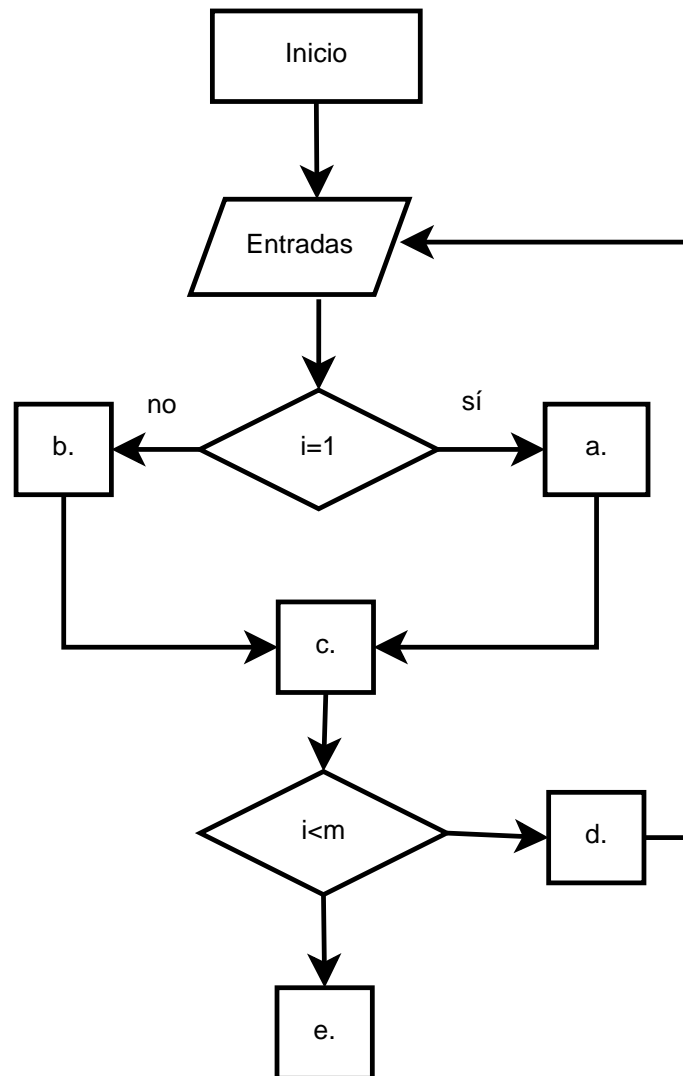 Inicio
Entradas
no
sí
b.
i=1
a.
c.
i<m
d.
e.